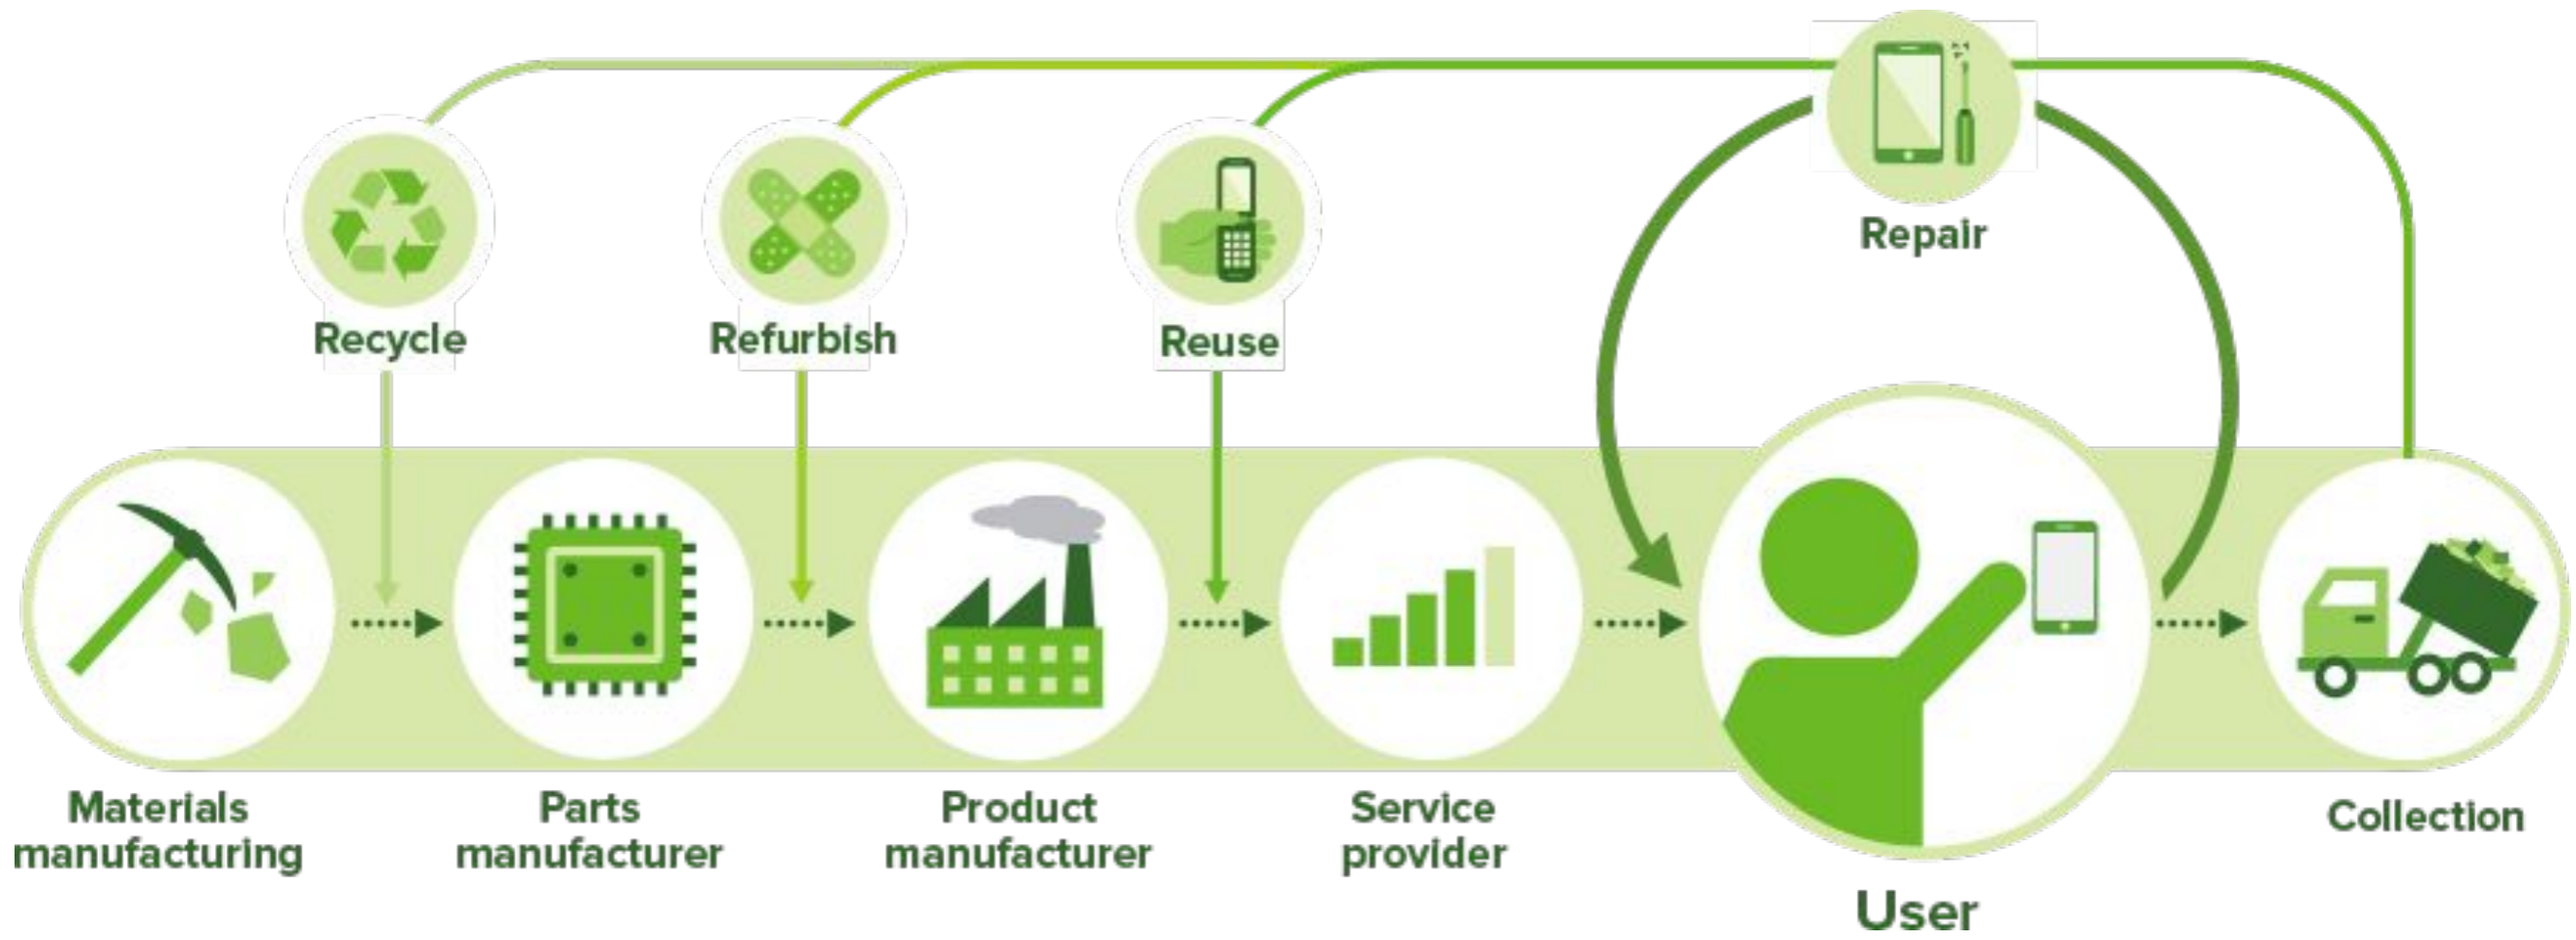 Repair
Recycle
Refurbish
Reuse
Materials
manufacturing
Parts
manufacturer
Product
manufacturer
Service
provider
User
Collection